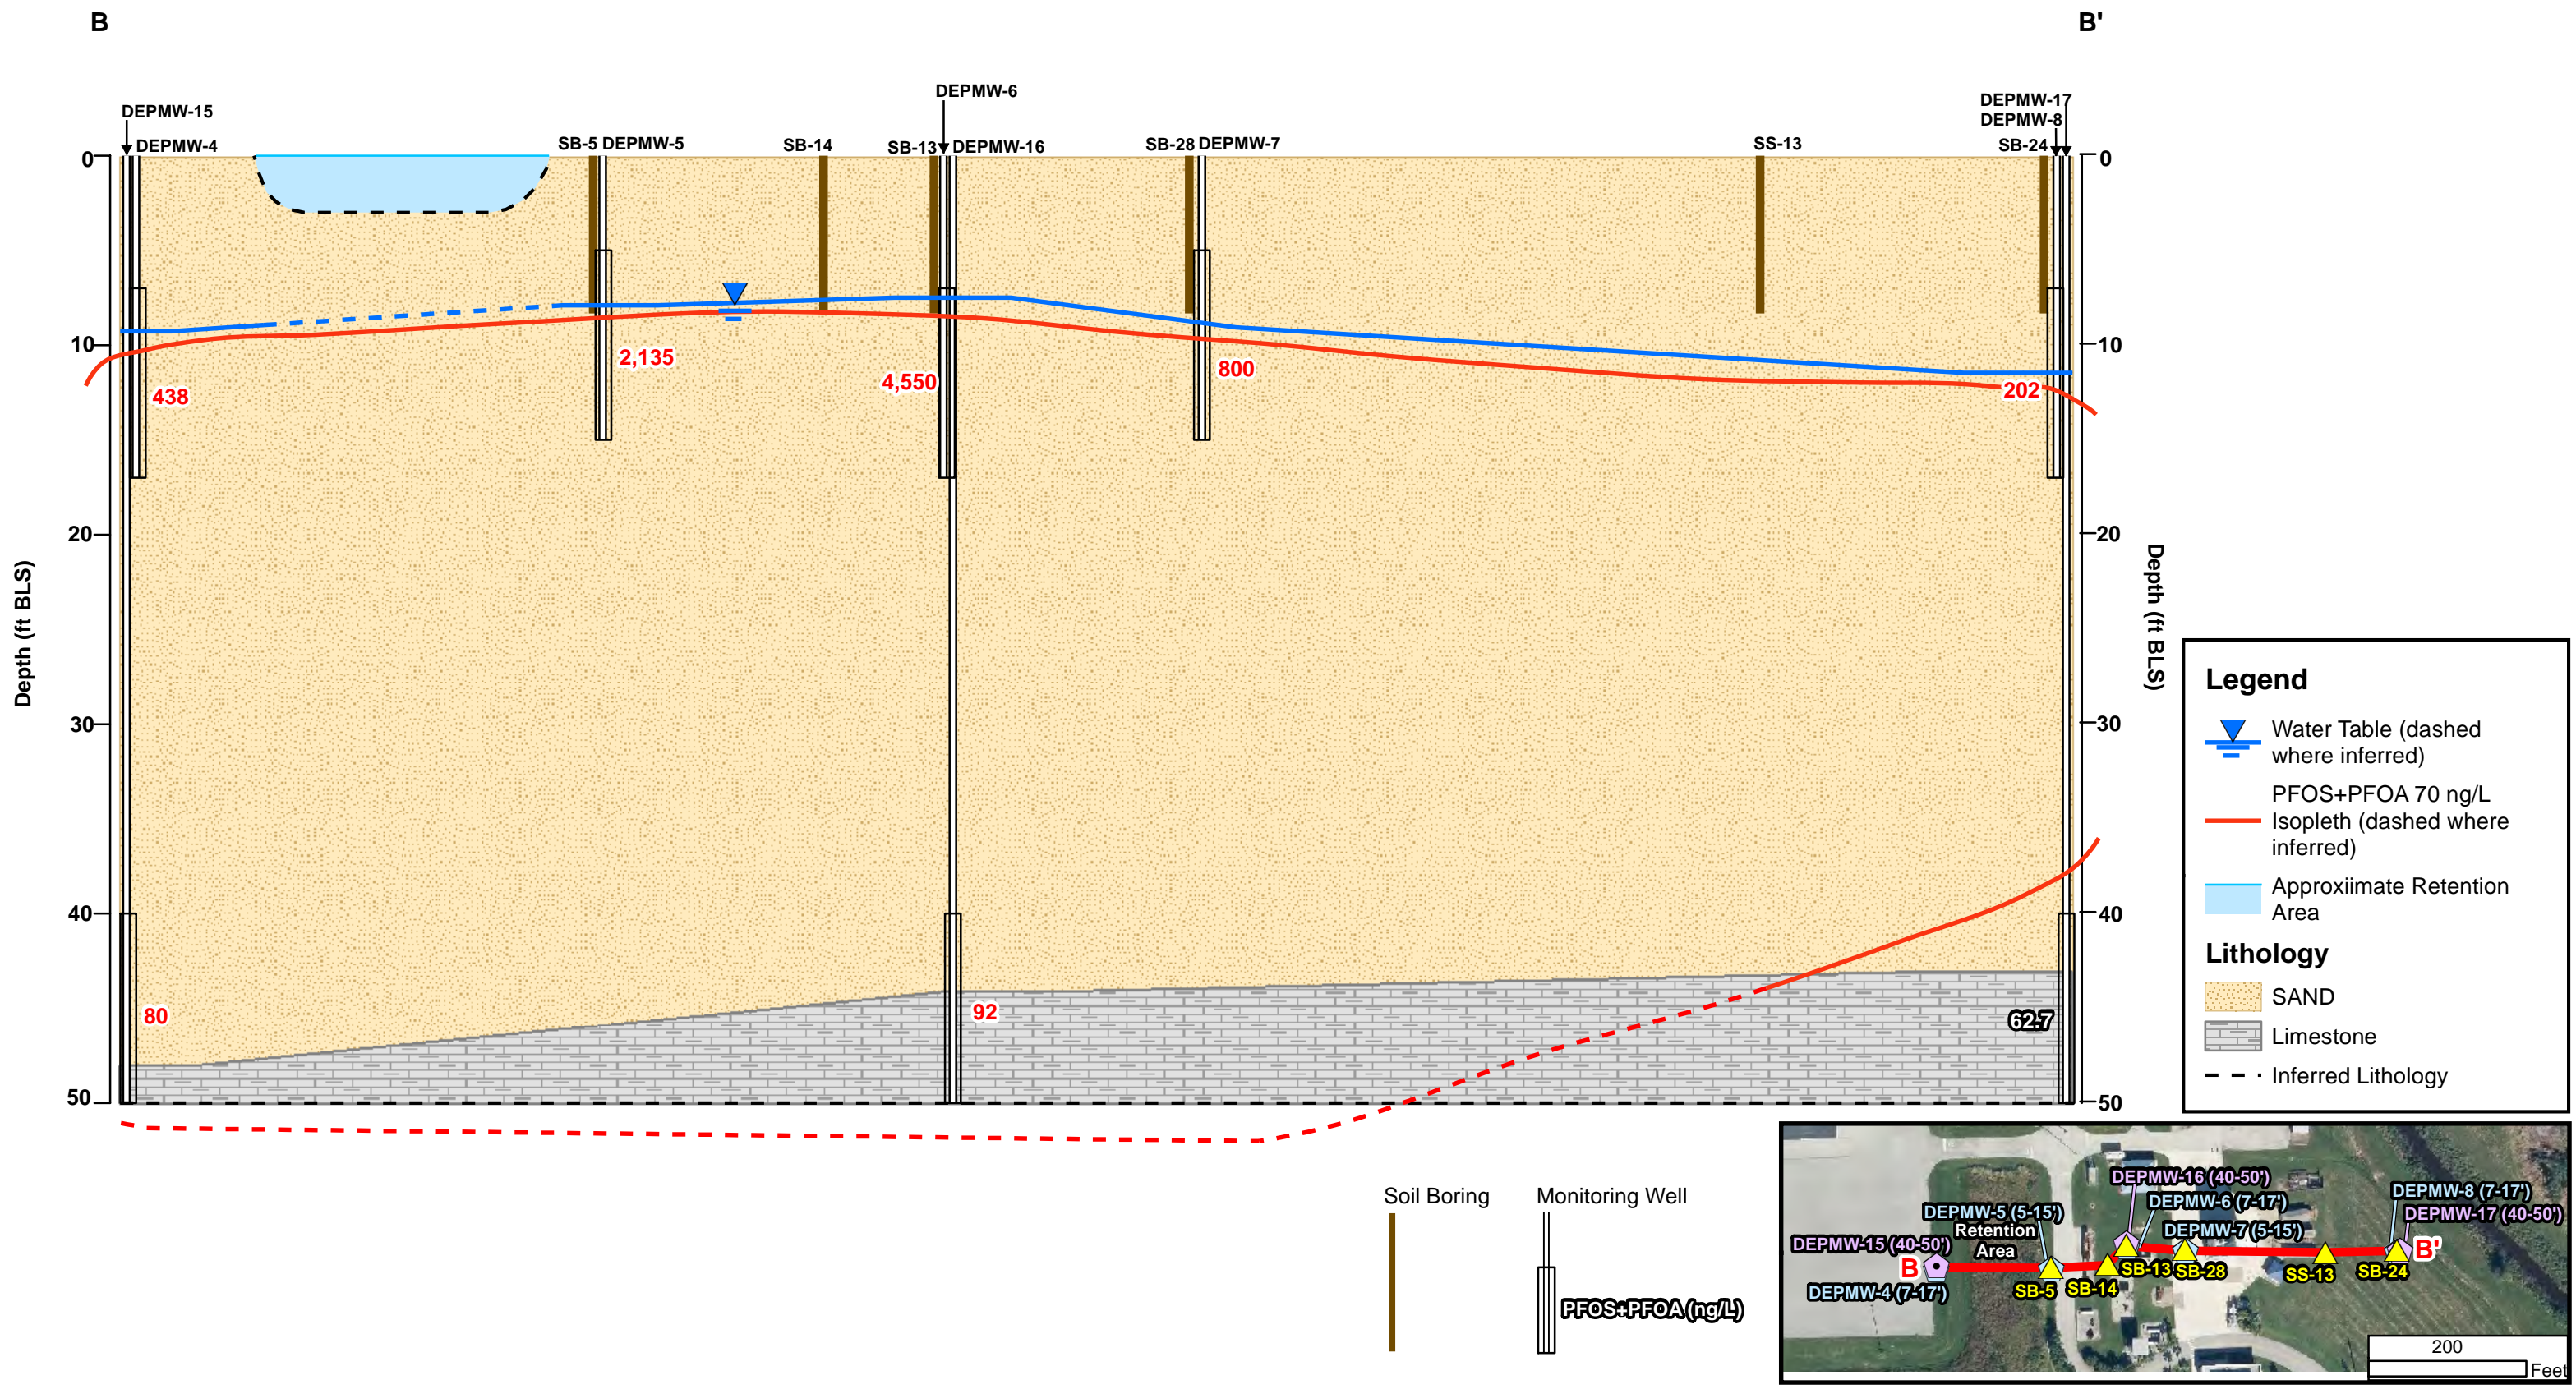 B
B'
DEPMW-6
DEPMW-17
DEPMW-15
DEPMW-8
DEPMW-4
SB-5
DEPMW-5
SB-14
SB-13
DEPMW-16
SB-28
DEPMW-7
SS-13
SB-24
0
0
10
10
2,135
4,550
800
438
202
20
20
Depth (ft BLS)
Depth (ft BLS)
30
30
40
40
80
92
62.7
50
50
Legend
Water Table (dashed
where inferred)
PFOS+PFOA 70 ng/L
Isopleth (dashed where
inferred)
Approxiimate Retention
Area
Lithology
SAND
Limestone
Inferred Lithology
Soil Boring
Monitoring Well
PFOS+PFOA (ng/L)
DEPMW-16 (40-50')
DEPMW-8 (7-17')
DEPMW-6 (7-17')
DEPMW-5 (5-15')
DEPMW-17 (40-50')
Retention
Area
DEPMW-7 (5-15')
DEPMW-15 (40-50')
B
B'
SB-13
SB-28
SS-13
SB-24
DEPMW-4 (7-17')
SB-5
SB-14
200
Feet